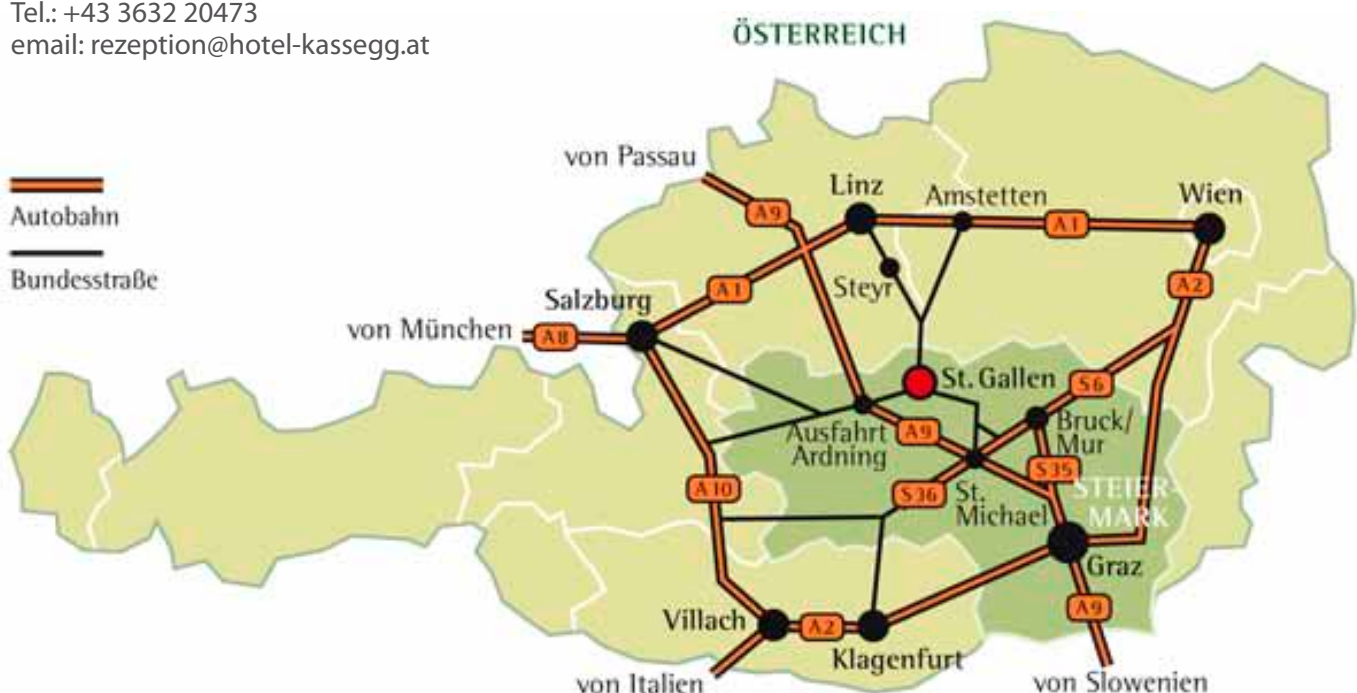 Tel.: +43 3632 20473
email: rezeption@hotel-kassegg.at
ÖSTERREICH
von Passau
Autobahn
Bundesstraße
A9
Linz
Amstetten
Wien
A1
A2
Steyr
A1
Salzburg
von München
A8
St. Gallen
S6
Ausfahrt
Ardning
A9
Bruck/
Mur
S35
A10
S36
St.
Michael
STEIER-
MARK
Graz
A9
Villach
A2
Klagenfurt
von Italien
von Slowenien